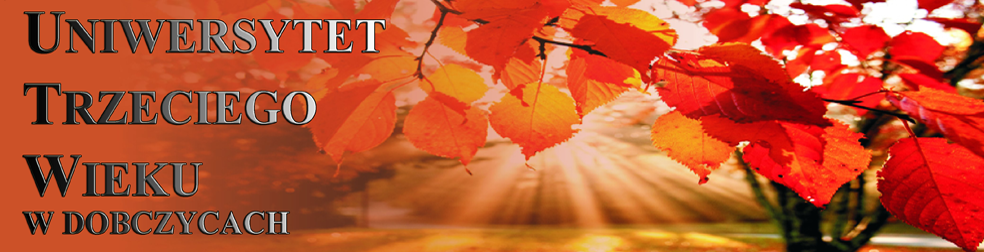 Uniwersytet
Trzeciego
Wieku
w Dobczycach